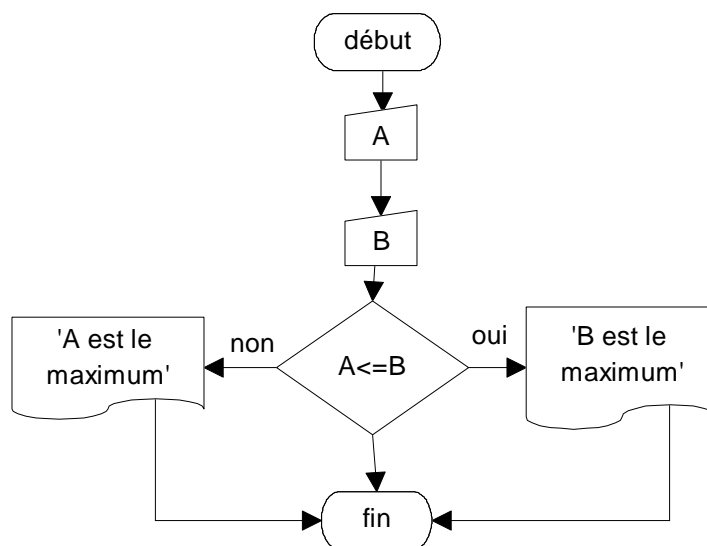 début
A
B
'A est le
maximum'
non
A<=B
oui
'B est le
maximum'
fin